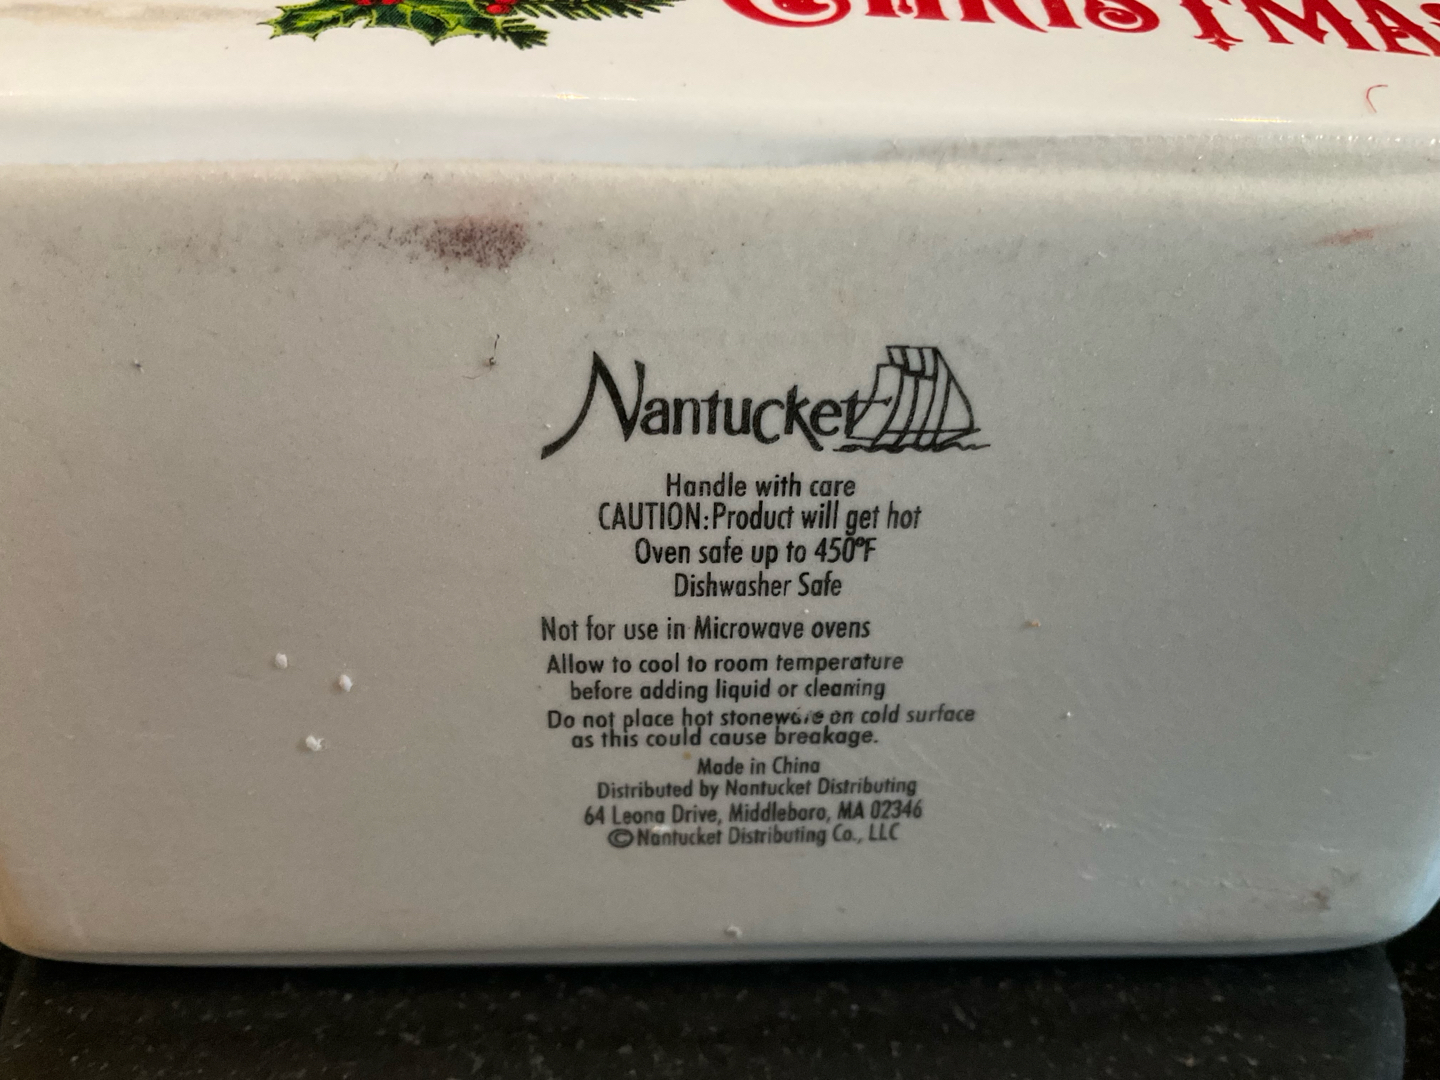 CHRISTMAS
Nantucket
Handle with care
CAUTION:Product will get hot
Oven safe up to 450°F
Dishwasher Safe
Not for use in Microwave ovens
Allow to cool to room temperature
before adding liquid or cleaning
Do not place hot stoneware on cold surface
as this could cause breakage.
Made in China
Distributed by Nantucket Distributing
64 Leona Drive, Middleboro, MA 02346
©Nantucket Distributing Co., LLC